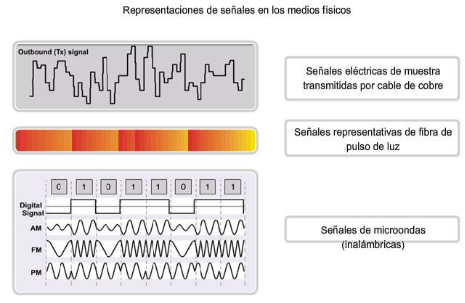 Representaciones de señales en los medios físicos
Outbound (Tx) signal
Señales eléctricas de muestra
transmitidas por cable de cobre
Señales representativas de fibra de
pulso de luz
0 1 0 1 1 0 1 1
Digital
Signal
AM
FM
PM
Señales de microondas
(inalámbricas)